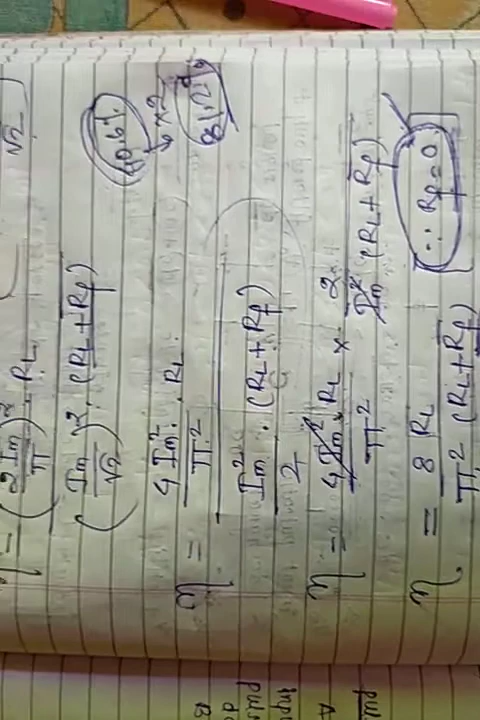 √2
η = (2Im/π)² · RL
(Im/√2)² · (RL + Rf)
40.6%
↓ ×2
81.2%
η = 4Im²/π² · RL
Im²/2 · (RL + Rf)
η = 4Im² RL/π² × 2/Im² (RL + Rf)
η = 8 RL/π² (RL + Rf)
∴ Rf = 0